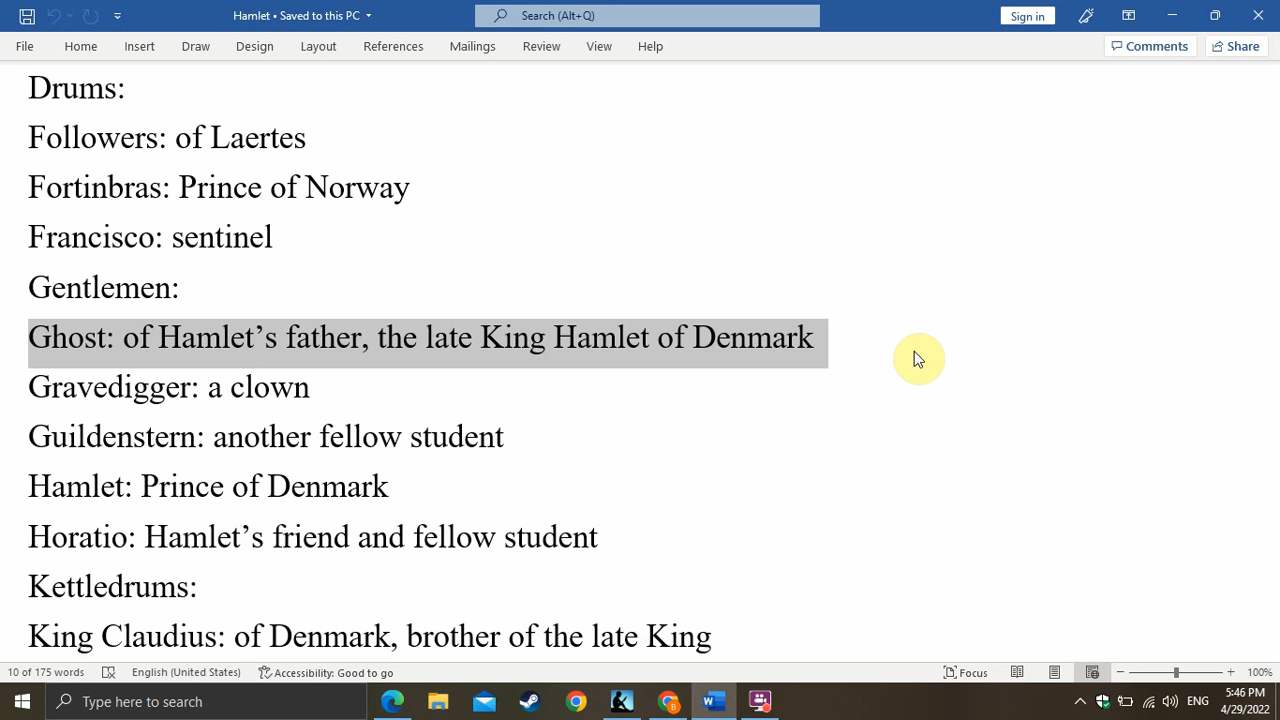 Hamlet • Saved to this PC
Search (Alt+Q)
Sign in
File Home Insert Draw Design Layout References Mailings Review View Help Comments Share
Drums:
Followers: of Laertes
Fortinbras: Prince of Norway
Francisco: sentinel
Gentlemen:
Ghost: of Hamlet’s father, the late King Hamlet of Denmark
Gravedigger: a clown
Guildenstern: another fellow student
Hamlet: Prince of Denmark
Horatio: Hamlet’s friend and fellow student
Kettledrums:
King Claudius: of Denmark, brother of the late King
10 of 175 words English (United States) Accessibility: Good to go Focus 100%
Type here to search ENG 5:46 PM
4/29/2022